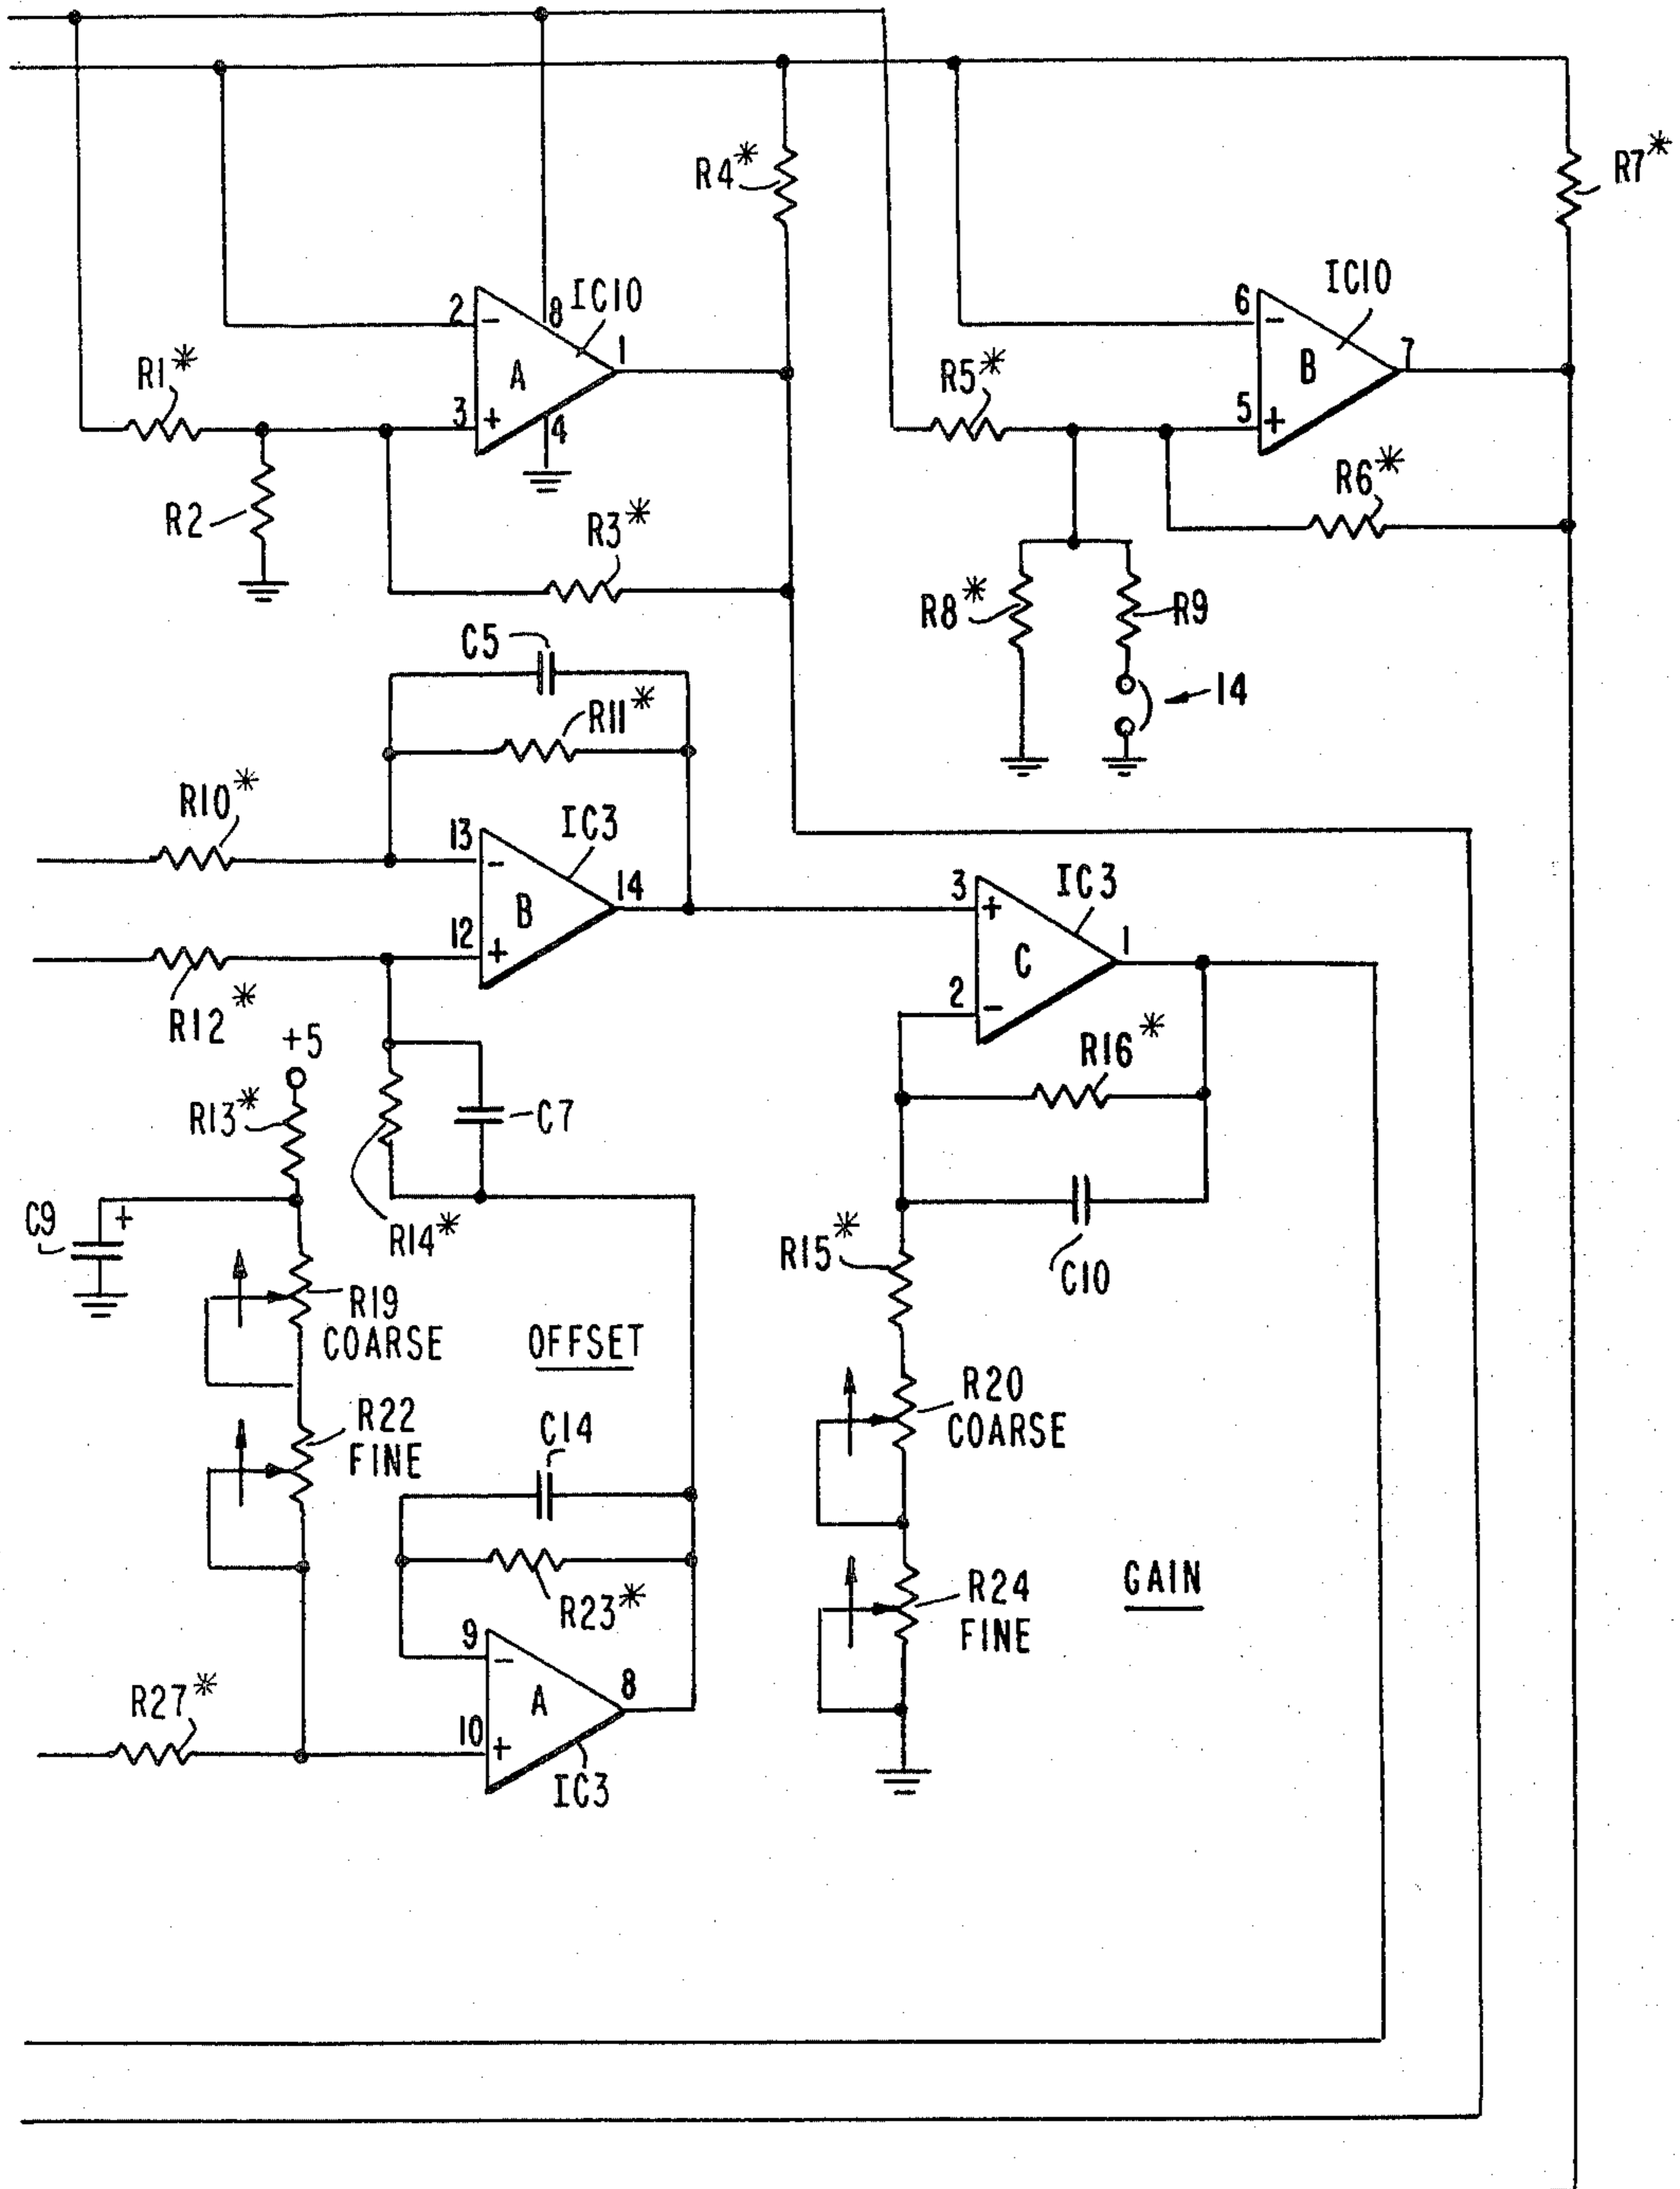 R4*
R7*
2
-
8
IC10
A
1
3
+
4
R1*
R2
R3*
6
-
IC10
B
7
5
+
R5*
R6*
R8*
R9
14
C5
R11*
R10*
13
-
IC3
B
14
12
+
R12*
3
+
IC3
C
1
2
-
R16*
+5
R13*
C7
C9
+
R14*
R15*
C10
R19
COARSE
OFFSET
R20
COARSE
R22
FINE
C14
R24
FINE
GAIN
R23*
9
-
A
8
R27*
10
+
IC3